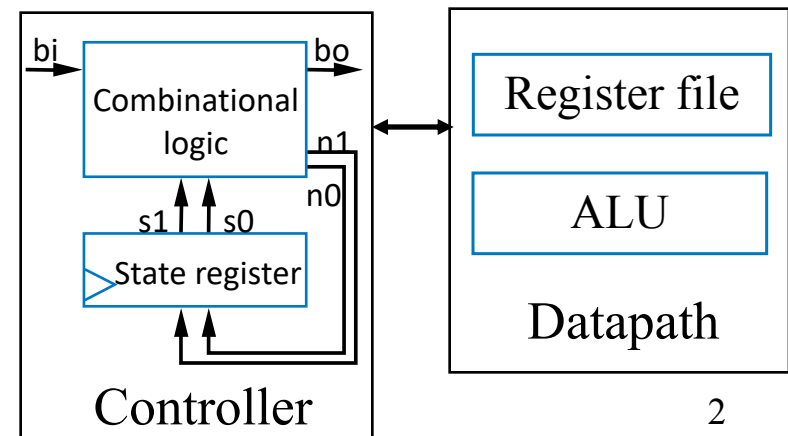 bi
bo
Combinational
logic
n1
n0
s1
s0
State register
Controller
Register file
ALU
Datapath
2